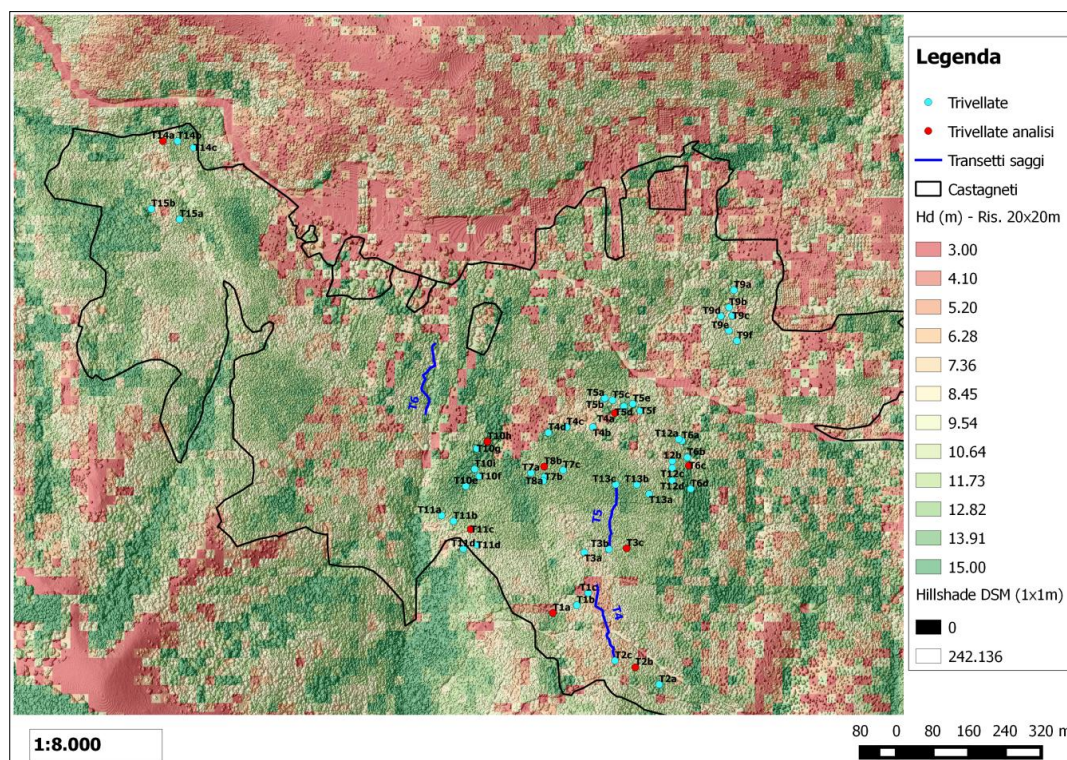 Legenda
Trivellate
Trivellate analisi
Transetti saggi
Castagneti
Hd (m) - Ris. 20x20m
3.00
4.10
5.20
6.28
7.36
8.45
9.54
10.64
11.73
12.82
13.91
15.00
Hillshade DSM (1x1m)
0
242.136
T14a T14b
T14c
T15b
T15a
T9a
T9b
T9d T9c
T9e
T9f
T6
T5a T5c T5e
T5b T5d T5f
T4a
T4d T4c T4b
T12a T6a
T10h
T10g
T6b
12b
T6c
T8b
T10i T7a T7c
T10f T12c
T10e T8a T7b
T13c T13b T12d T6d
T13a
T11a
T11b
T5
T11c
T11d T11d
T3b T3c
T3a
T1c
T1b
T1a T4
T2c
T2b
T2a
1:8.000
80 0 80 160 240 320 m